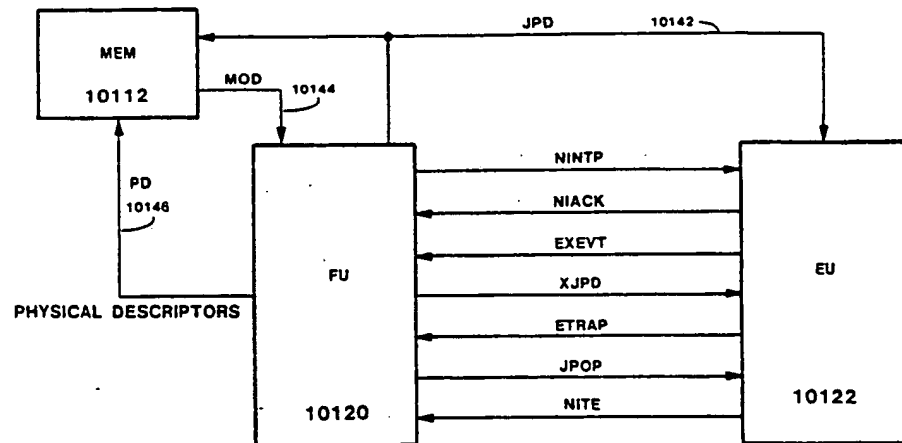 JPD
10142
MEM
10112
MOD
10144
PD
10146
PHYSICAL DESCRIPTORS
FU
10120
NINTP
NIACK
EXEVT
XJPD
ETRAP
JPOP
NITE
EU
10122